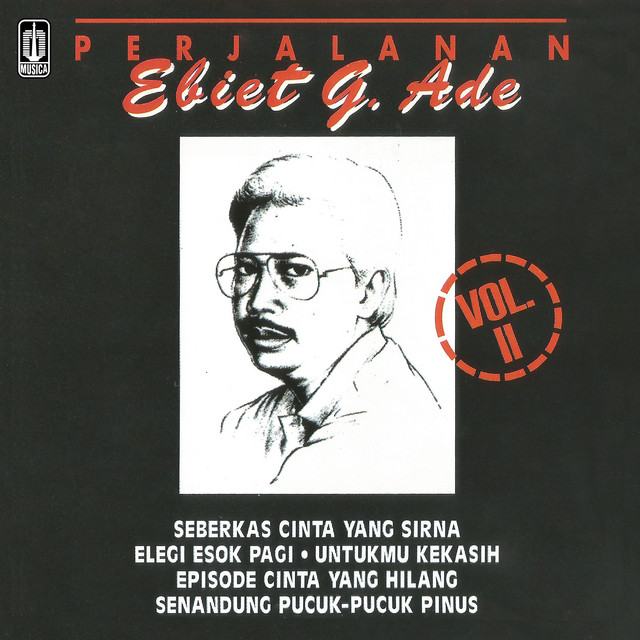 MUSICA
PERJALANAN
Ebiet G. Ade
VOL.
II
SEBERKAS CINTA YANG SIRNA
ELEGI ESOK PAGI • UNTUKMU KEKASIH
EPISODE CINTA YANG HILANG
SENANDUNG PUCUK-PUCUK PINUS